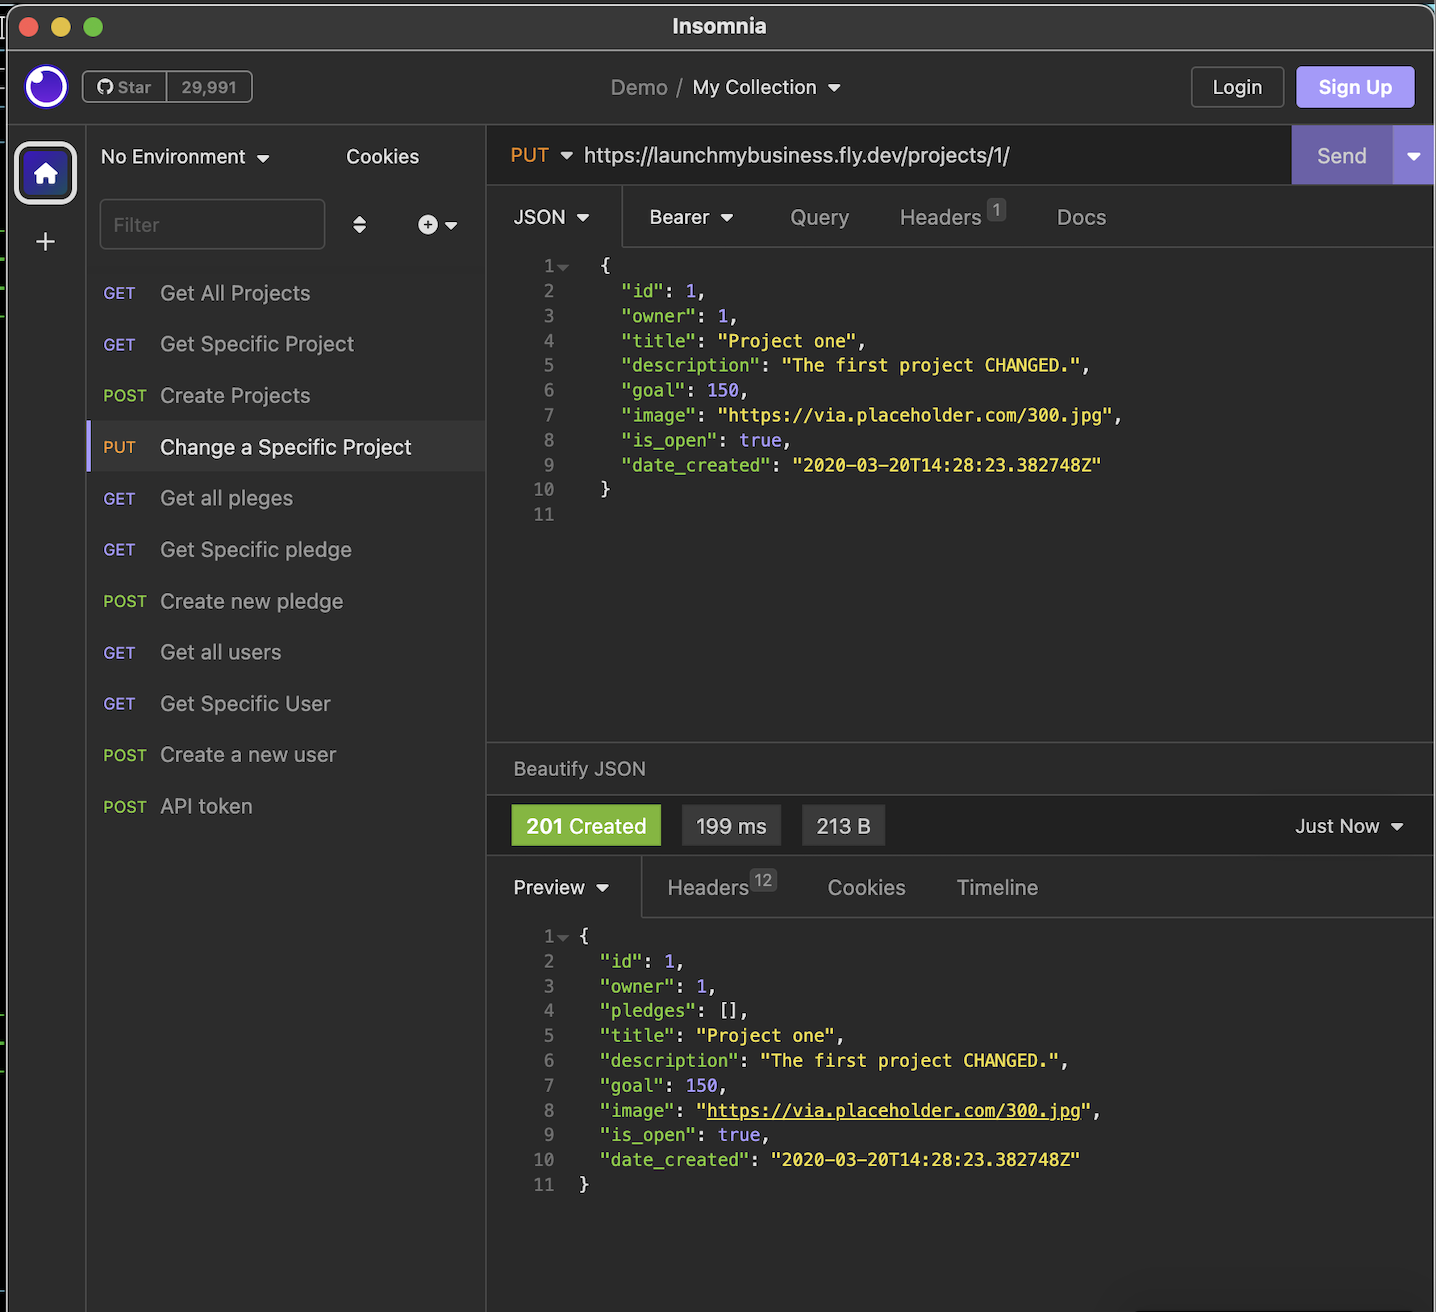 Insomnia
Star 29,991
Demo / My Collection
Login
Sign Up
No Environment
Cookies
Filter
GET Get All Projects
GET Get Specific Project
POST Create Projects
PUT Change a Specific Project
GET Get all pleges
GET Get Specific pledge
POST Create new pledge
GET Get all users
GET Get Specific User
POST Create a new user
POST API token
PUT https://launchmybusiness.fly.dev/projects/1/
Send
JSON Bearer Query Headers 1 Docs
1 {
2 "id": 1,
3 "owner": 1,
4 "title": "Project one",
5 "description": "The first project CHANGED.",
6 "goal": 150,
7 "image": "https://via.placeholder.com/300.jpg",
8 "is_open": true,
9 "date_created": "2020-03-20T14:28:23.382748Z"
10 }
11
Beautify JSON
201 Created 199 ms 213 B Just Now
Preview Headers 12 Cookies Timeline
1 {
2 "id": 1,
3 "owner": 1,
4 "pledges": [],
5 "title": "Project one",
6 "description": "The first project CHANGED.",
7 "goal": 150,
8 "image": "https://via.placeholder.com/300.jpg",
9 "is_open": true,
10 "date_created": "2020-03-20T14:28:23.382748Z"
11 }